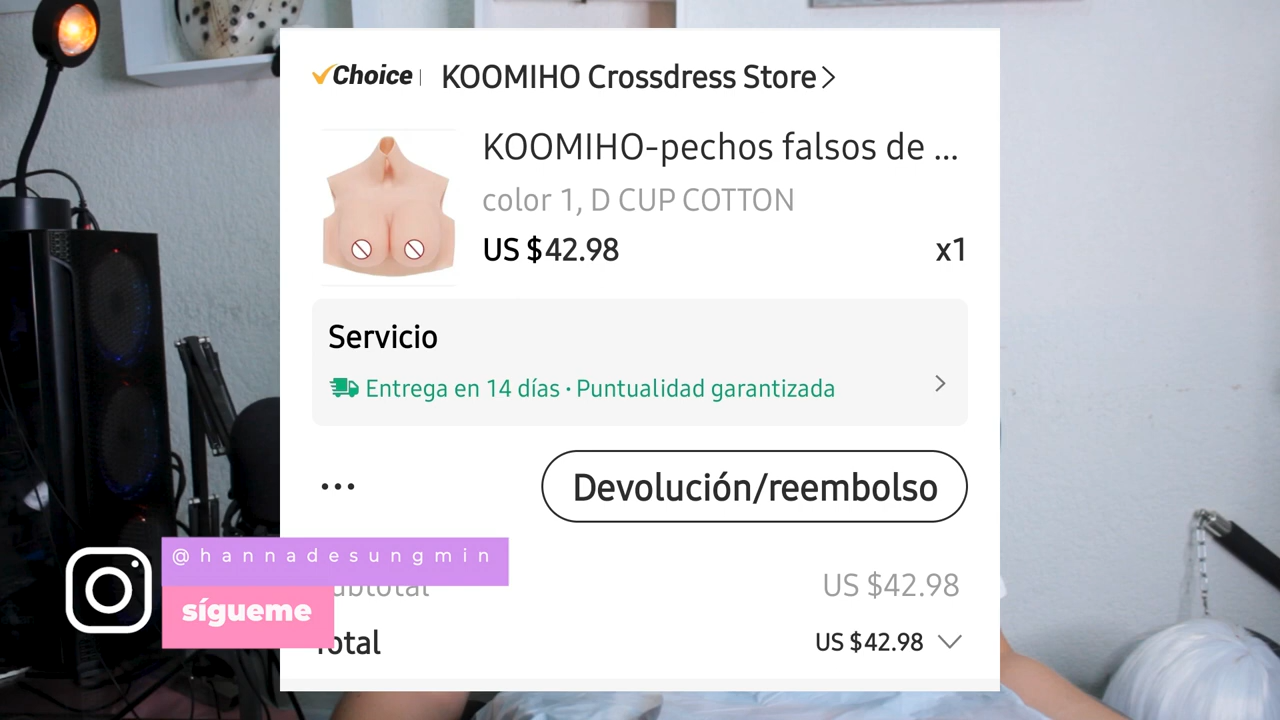 Choice
KOOMIHO Crossdress Store
KOOMIHO-pechos falsos de ...
color 1, D CUP COTTON
US $42.98 x1
Servicio
Entrega en 14 días · Puntualidad garantizada
... Devolución/reembolso
@hannadesungmin
sígueme
US $42.98
US $42.98